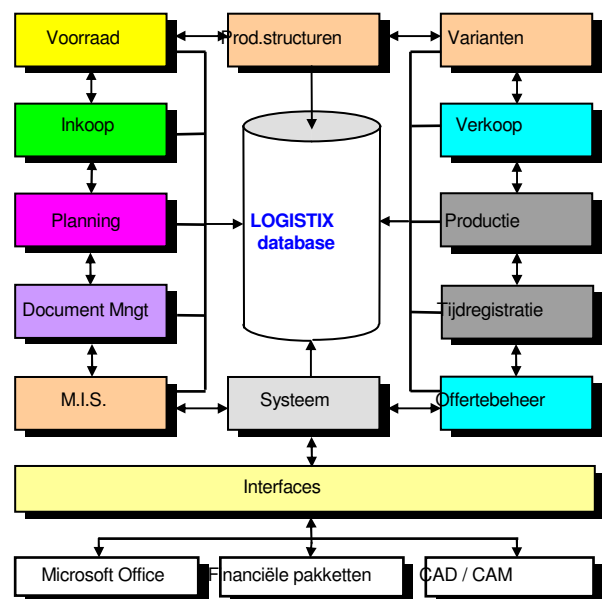 Voorraad
Prod.structuren
Varianten
Inkoop
Verkoop
Planning
LOGISTIX
database
Productie
Document Mngt
Tijdregistratie
M.I.S.
Systeem
Offertebeheer
Interfaces
Microsoft Office
Financiële pakketten
CAD / CAM